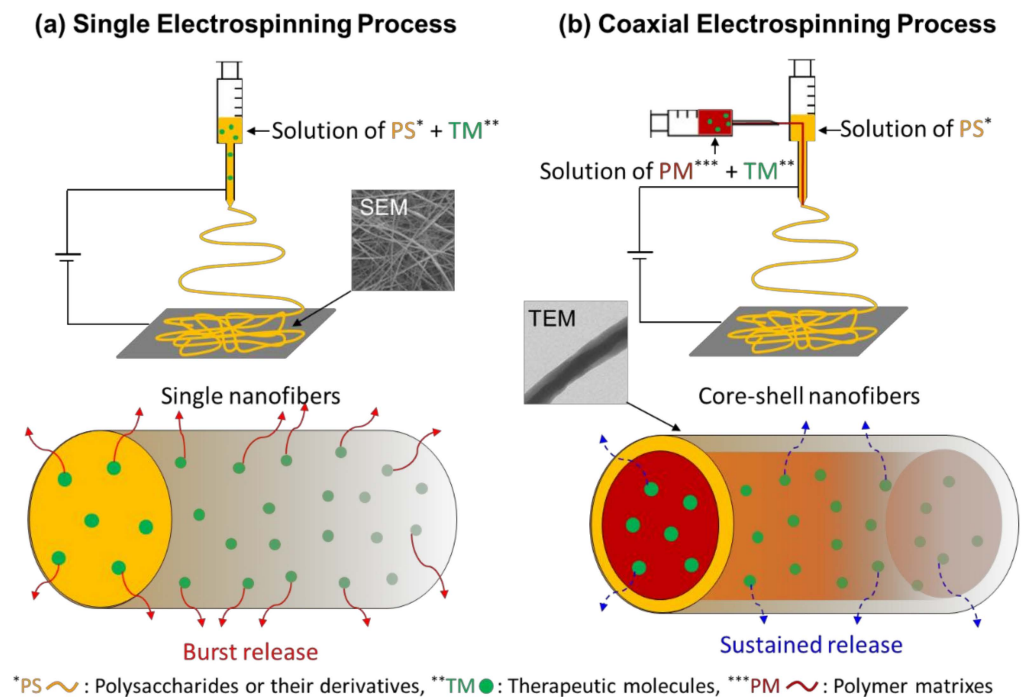 (a) Single Electrospinning Process
(b) Coaxial Electrospinning Process
Solution of PS* + TM**
SEM
Solution of PS*
Solution of PM*** + TM**
TEM
Single nanofibers
Core-shell nanofibers
Burst release
Sustained release
*PS : Polysaccharides or their derivatives, **TM : Therapeutic molecules, ***PM : Polymer matrixes